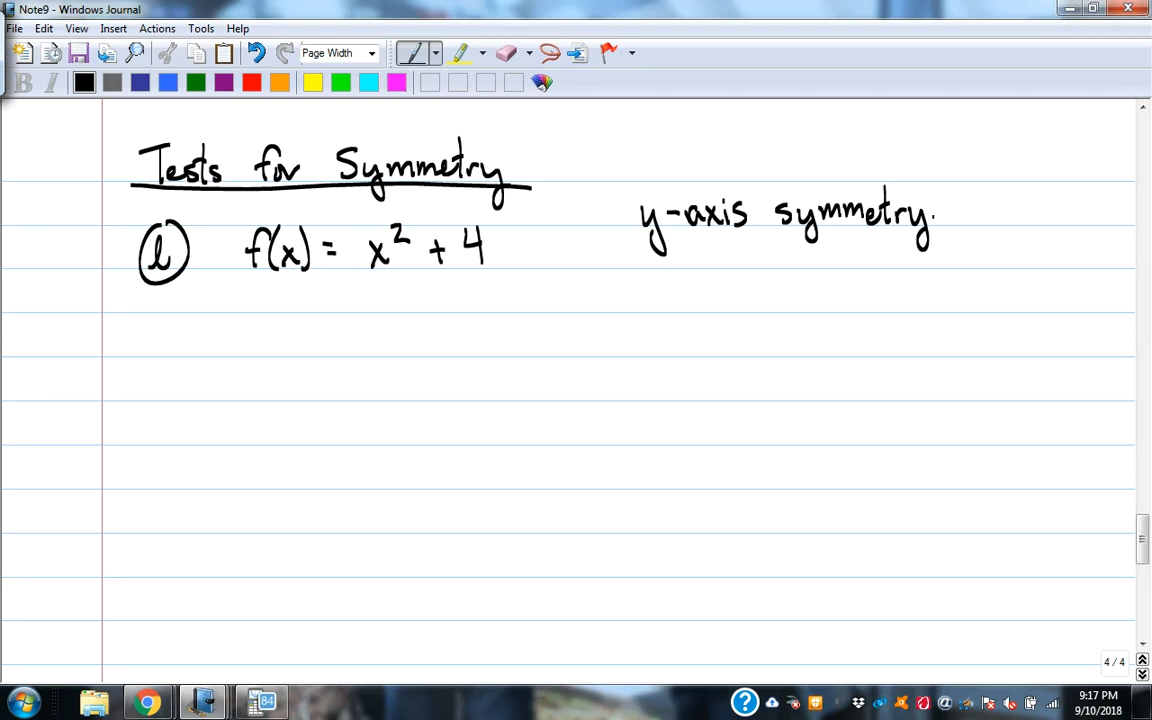 Note9 - Windows Journal
File Edit View Insert Actions Tools Help
Page Width
B I
Tests for Symmetry
y-axis symmetry.
l f(x) = x² + 4
4 / 4
84
9:17 PM
9/10/2018